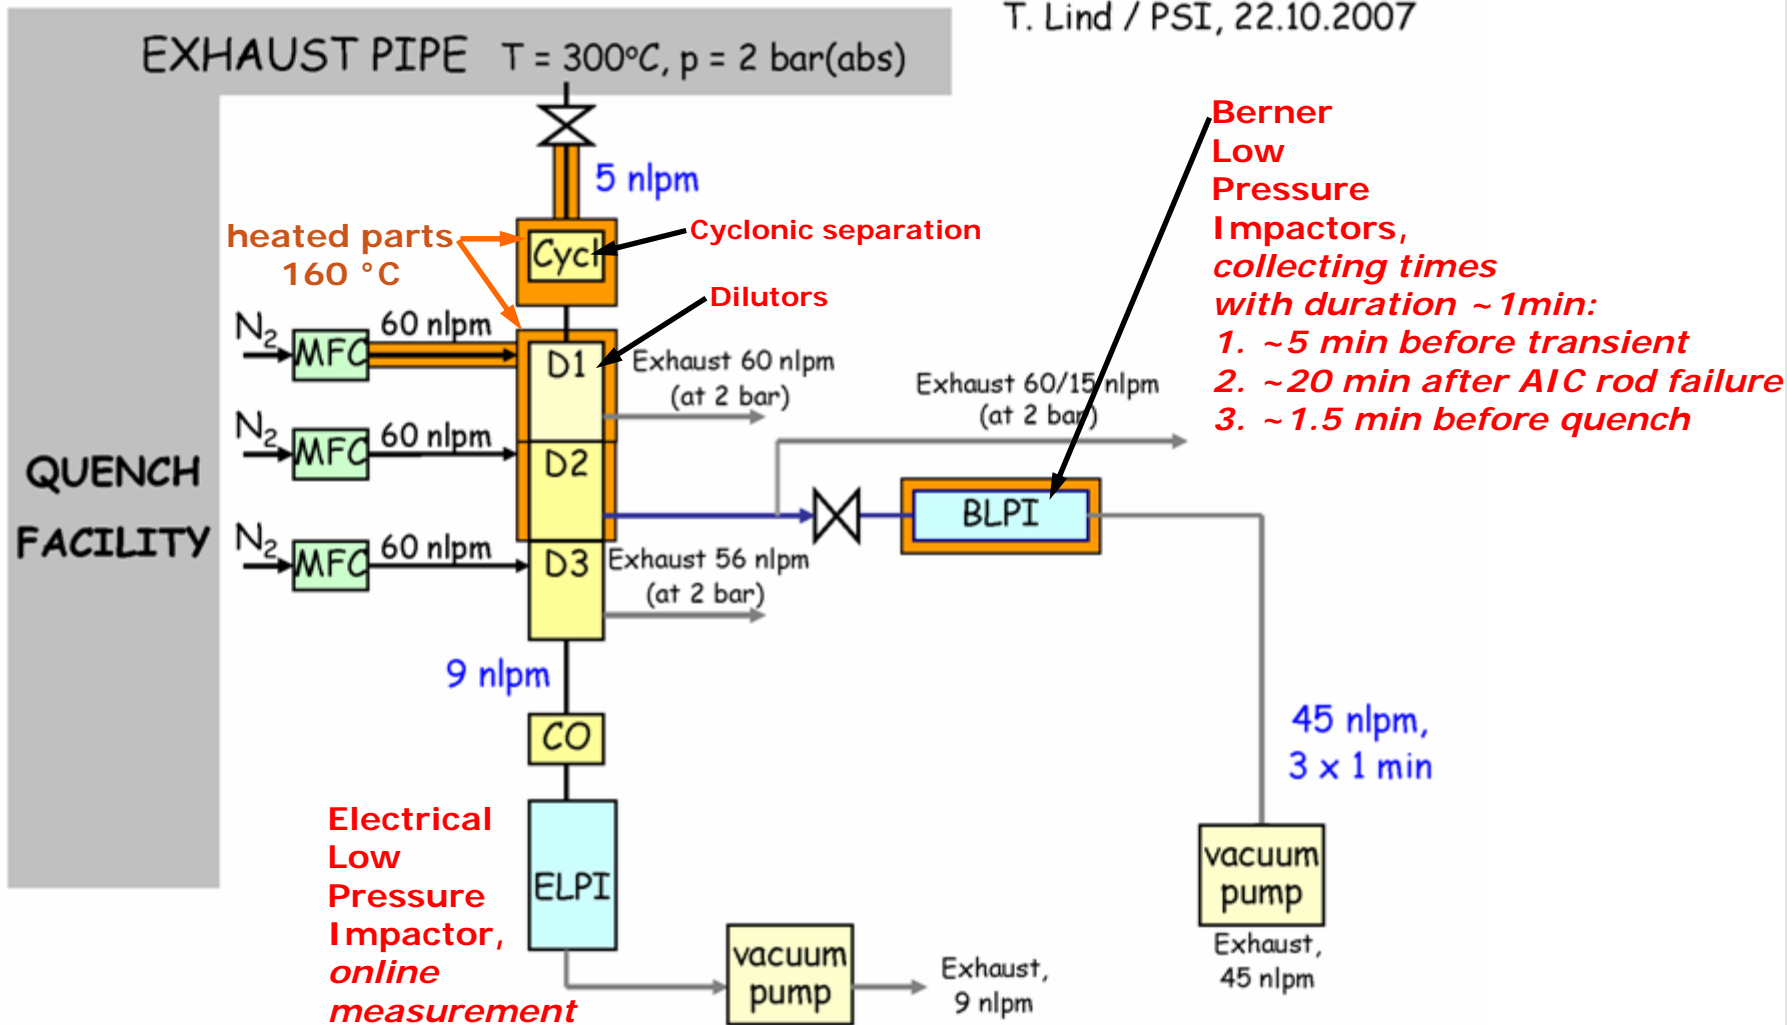 T. Lind / PSI, 22.10.2007
EXHAUST PIPE T = 300°C, p = 2 bar(abs)
5 nlpm
Cycl
Cyclonic separation
heated parts
160 °C
Dilutors
Berner
Low
Pressure
Impactors,
collecting times
with duration ~1min:
1. ~5 min before transient
2. ~20 min after AIC rod failure
3. ~1.5 min before quench
N2
MFC
60 nlpm
D1
Exhaust 60 nlpm
(at 2 bar)
Exhaust 60/15 nlpm
(at 2 bar)
N2
MFC
60 nlpm
D2
QUENCH
FACILITY
BLPI
N2
MFC
60 nlpm
D3
Exhaust 56 nlpm
(at 2 bar)
9 nlpm
CO
45 nlpm,
3 x 1 min
Electrical
Low
Pressure
Impactor,
online
measurement
ELPI
vacuum
pump
Exhaust,
9 nlpm
vacuum
pump
Exhaust,
45 nlpm